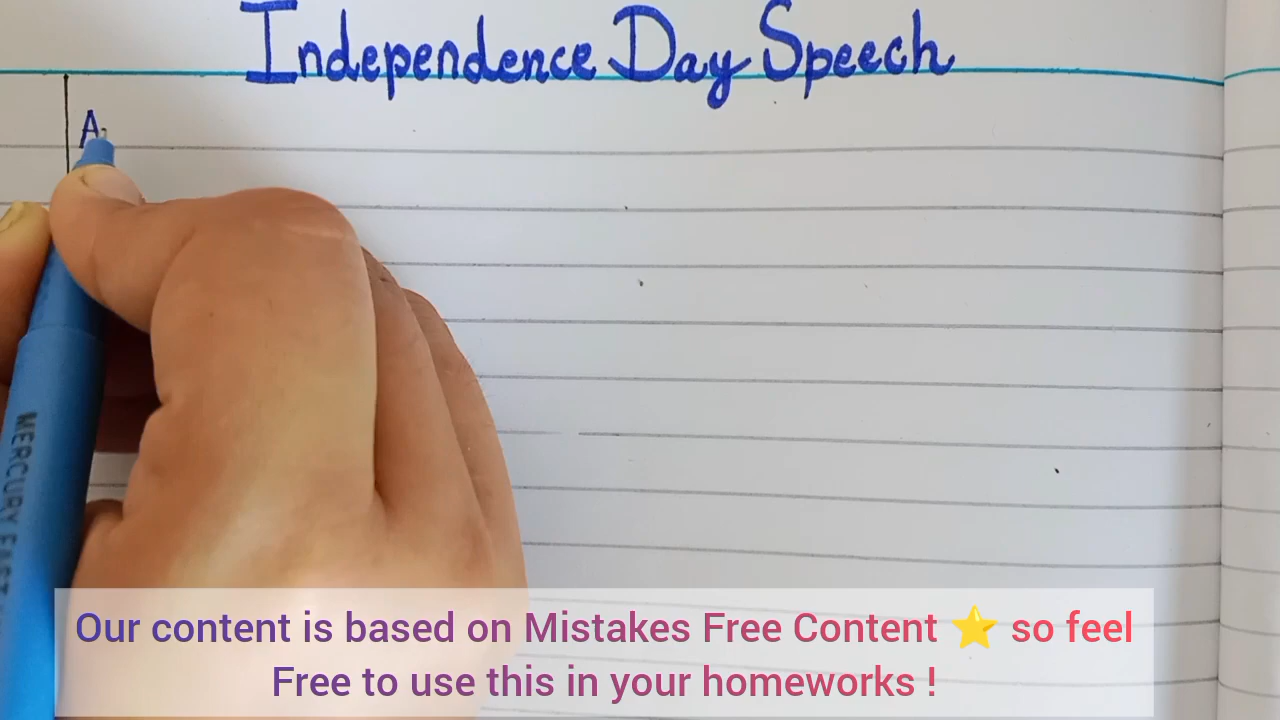 Independence Day Speech
A
MERCURY
Our content is based on Mistakes Free Content ⭐ so feel
Free to use this in your homeworks !